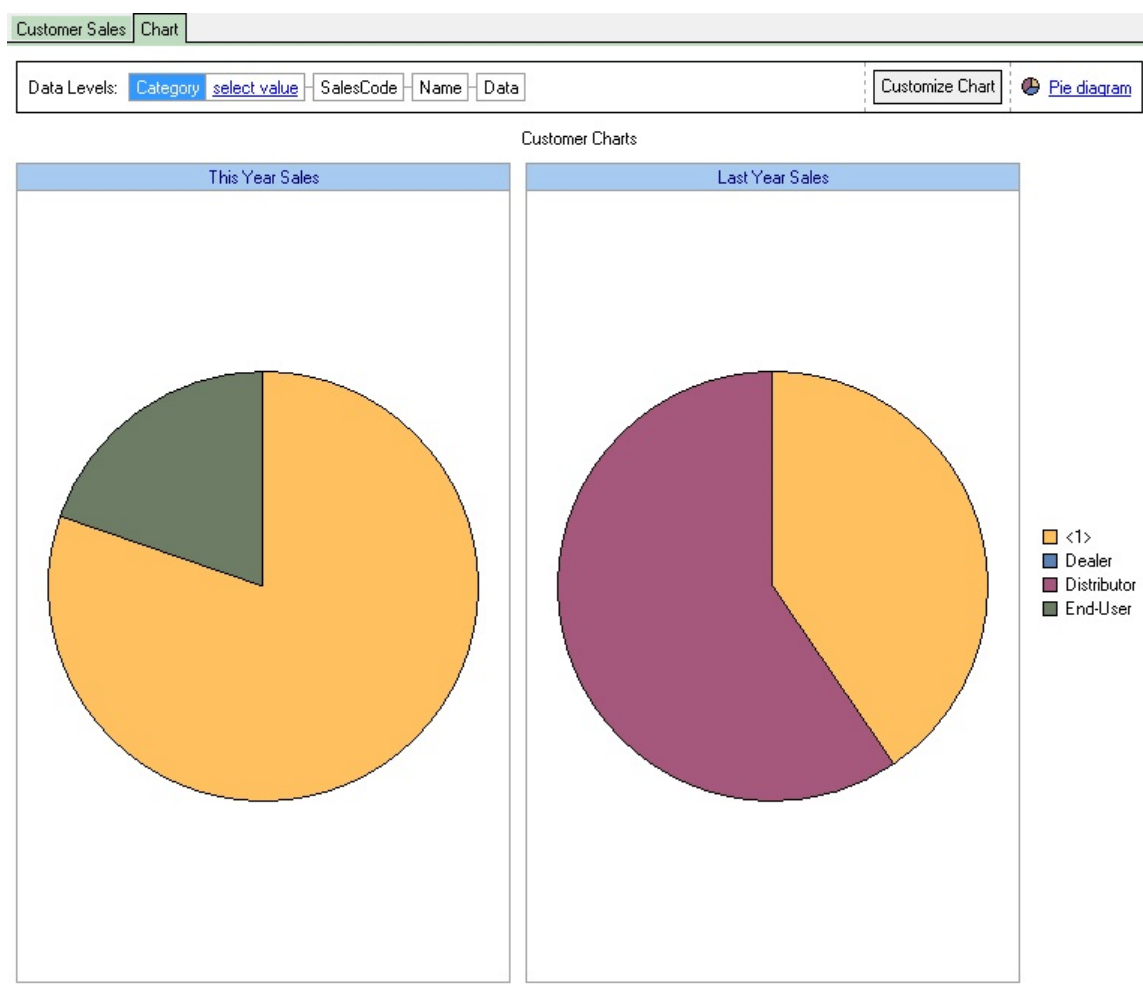 Customer Sales Chart
Data Levels: Category select value SalesCode Name Data Customize Chart Pie diagram
Customer Charts
This Year Sales Last Year Sales
<1>
Dealer
Distributor
End-User